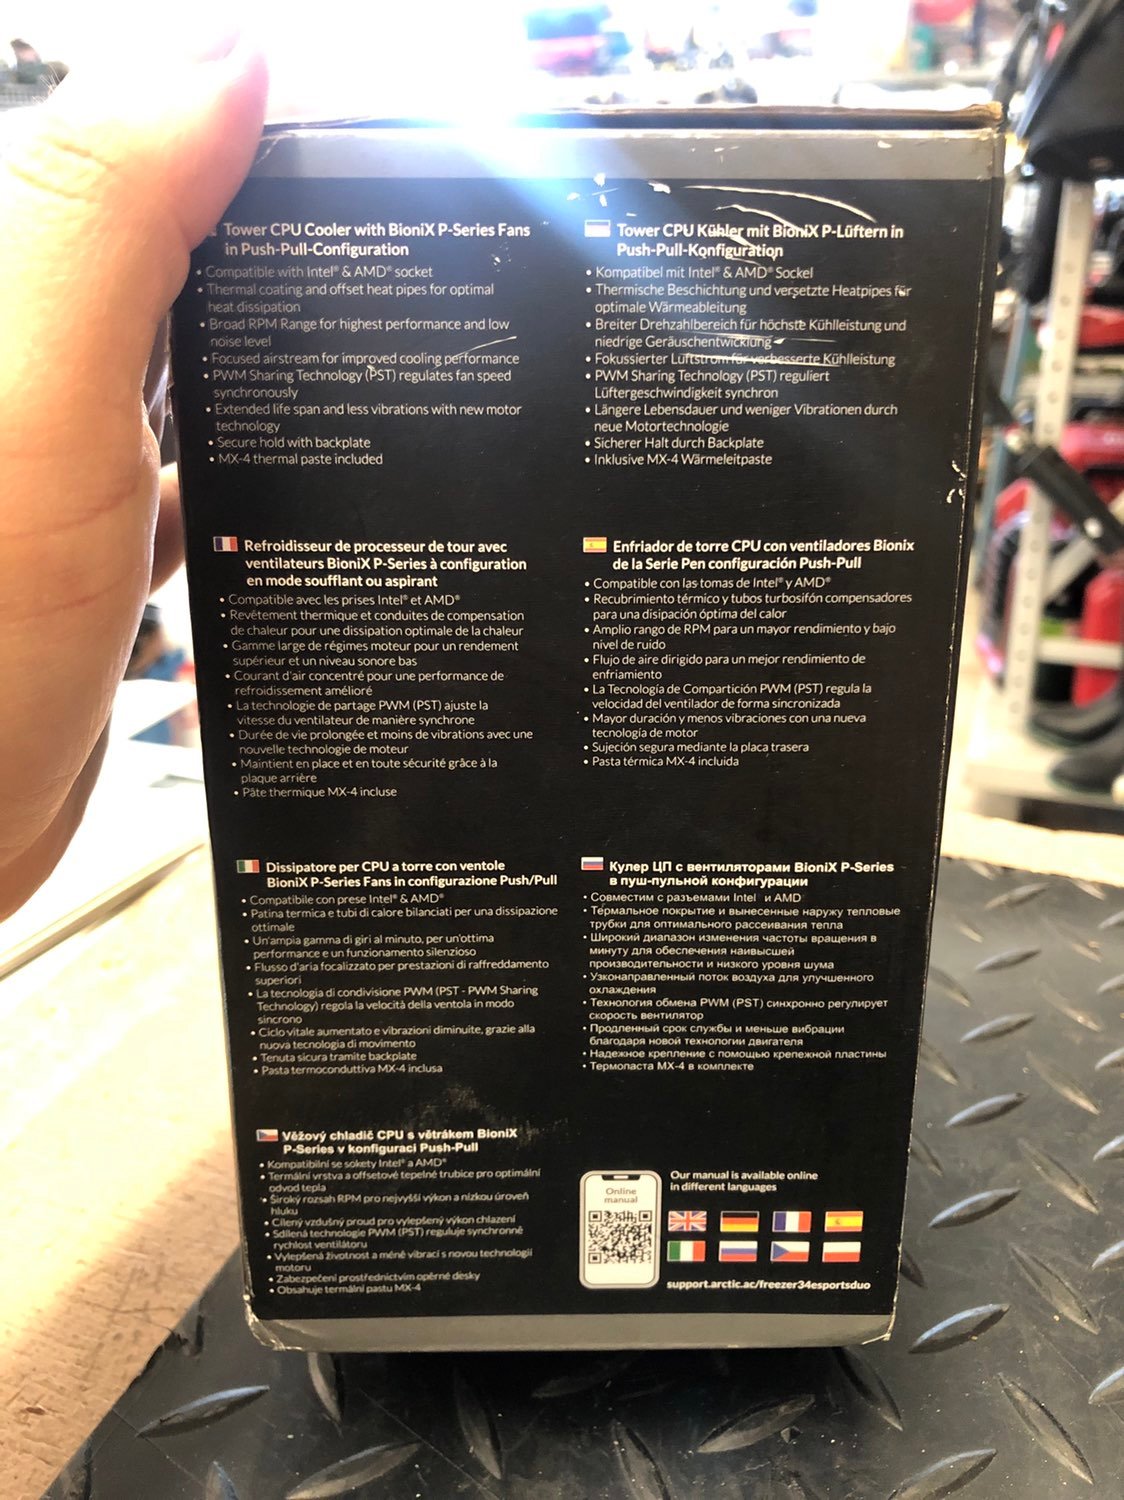 Tower CPU Cooler with BioniX P-Series Fans
in Push-Pull-Configuration
• Compatible with Intel® & AMD® socket
• Thermal coating and offset heat pipes for optimal
heat dissipation
• Broad RPM Range for highest performance and low
noise level
• Focused airstream for improved cooling performance
• PWM Sharing Technology (PST) regulates fan speed
synchronously
• Extended life span and less vibrations with new motor
technology
• Secure hold with backplate
• MX-4 thermal paste included
Tower CPU Kühler mit BioniX P-Lüftern in
Push-Pull-Konfiguration
• Kompatibel mit Intel® & AMD® Sockel
• Thermische Beschichtung und versetzte Heatpipes für
optimale Wärmeableitung
• Breiter Drehzahlbereich für höchste Kühlleistung und
niedrige Geräuschentwicklung
• Fokussierter Luftstrom für verbesserte Kühlleistung
• PWM Sharing Technology (PST) reguliert
Lüftergeschwindigkeit synchron
• Längere Lebensdauer und weniger Vibrationen durch
neue Motortechnologie
• Sicherer Halt durch Backplate
• Inklusive MX-4 Wärmeleitpaste
Refroidisseur de processeur de tour avec
ventilateurs BioniX P-Series à configuration
en mode soufflant ou aspirant
• Compatible avec les prises Intel® et AMD®
• Revêtement thermique et conduites de compensation
de chaleur pour une dissipation optimale de la chaleur
• Gamme large de régimes moteur pour un rendement
supérieur et un niveau sonore bas
• Courant d'air concentré pour une performance de
refroidissement amélioré
• La technologie de partage PWM (PST) ajuste la
vitesse du ventilateur de manière synchrone
• Durée de vie prolongée et moins de vibrations avec une
nouvelle technologie de moteur
• Maintient en place et en toute sécurité grâce à la
plaque arrière
• Pâte thermique MX-4 incluse
Enfriador de torre CPU con ventiladores Bionix
de la Serie Pen configuración Push-Pull
• Compatible con las tomas de Intel® y AMD®
• Recubrimiento térmico y tubos turbosifón compensadores
para una disipación óptima del calor
• Amplio rango de RPM para un mayor rendimiento y bajo
nivel de ruido
• Flujo de aire dirigido para un mejor rendimiento de
enfriamiento
• La Tecnología de Compartición PWM (PST) regula la
velocidad del ventilador de forma sincronizada
• Mayor duración y menos vibraciones con una nueva
tecnología de motor
• Sujeción segura mediante la placa trasera
• Pasta térmica MX-4 incluida
Dissipatore per CPU a torre con ventole
BioniX P-Series Fans in configurazione Push/Pull
• Compatibile con prese Intel® & AMD®
• Patina termica e tubi di calore bilanciati per una dissipazione
ottimale
• Un'ampia gamma di giri al minuto, per un'ottima
performance e un funzionamento silenzioso
• Flusso d'aria focalizzato per prestazioni di raffreddamento
superiori
• La tecnologia di condivisione PWM (PST - PWM Sharing
Technology) regola la velocità della ventola in modo
sincrono
• Ciclo vitale aumentato e vibrazioni diminuite, grazie alla
nuova tecnologia di movimento
• Tenuta sicura tramite backplate
• Pasta termoconduttiva MX-4 inclusa
Кулер ЦП с вентиляторами BioniX P-Series
в пуш-пульной конфигурации
• Совместим с разъемами Intel и AMD
• Термальное покрытие и вынесенные наружу тепловые
трубки для оптимального рассеивания тепла
• Широкий диапазон изменения частоты вращения в
минуту для обеспечения наивысшей
производительности и низкого уровня шума
• Узконаправленный поток воздуха для улучшенного
охлаждения
• Технология обмена PWM (PST) синхронно регулирует
скорость вентилятор
• Продленный срок службы и меньше вибрации
благодаря новой технологии двигателя
• Надежное крепление с помощью крепежной пластины
• Термопаста MX-4 в комплекте
Věžový chladič CPU s větrákem BioniX
P-Series v konfiguraci Push-Pull
• Kompatibilní se sokety Intel® a AMD®
• Termální vrstva a offsetové tepelné trubice pro optimální
odvod tepla
• Široký rozsah RPM pro nejvyšší výkon a nízkou úroveň
hluku
• Cílený vzdušný proud pro vylepšený výkon chlazení
• Sdílená technologie PWM (PST) reguluje synchronně
rychlost ventilátoru
• Vylepšená životnost a méně vibrací s novou technologií
motoru
• Zabezpečení prostřednictvím opěrné desky
• Obsahuje termální pastu MX-4
Online
manual
Our manual is available online
in different languages
support.arctic.ac/freezer34esportsduo